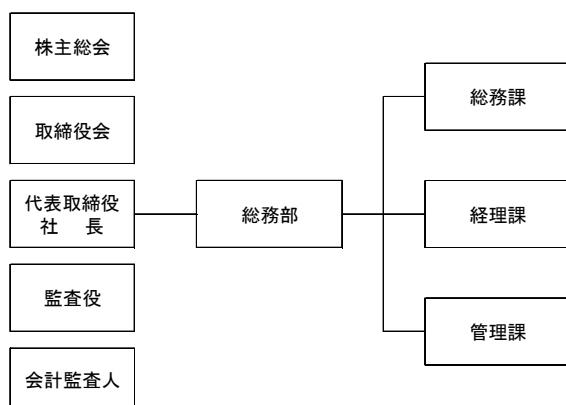 株主総会
取締役会
代表取締役
社　長
監査役
会計監査人
総務部
総務課
経理課
管理課